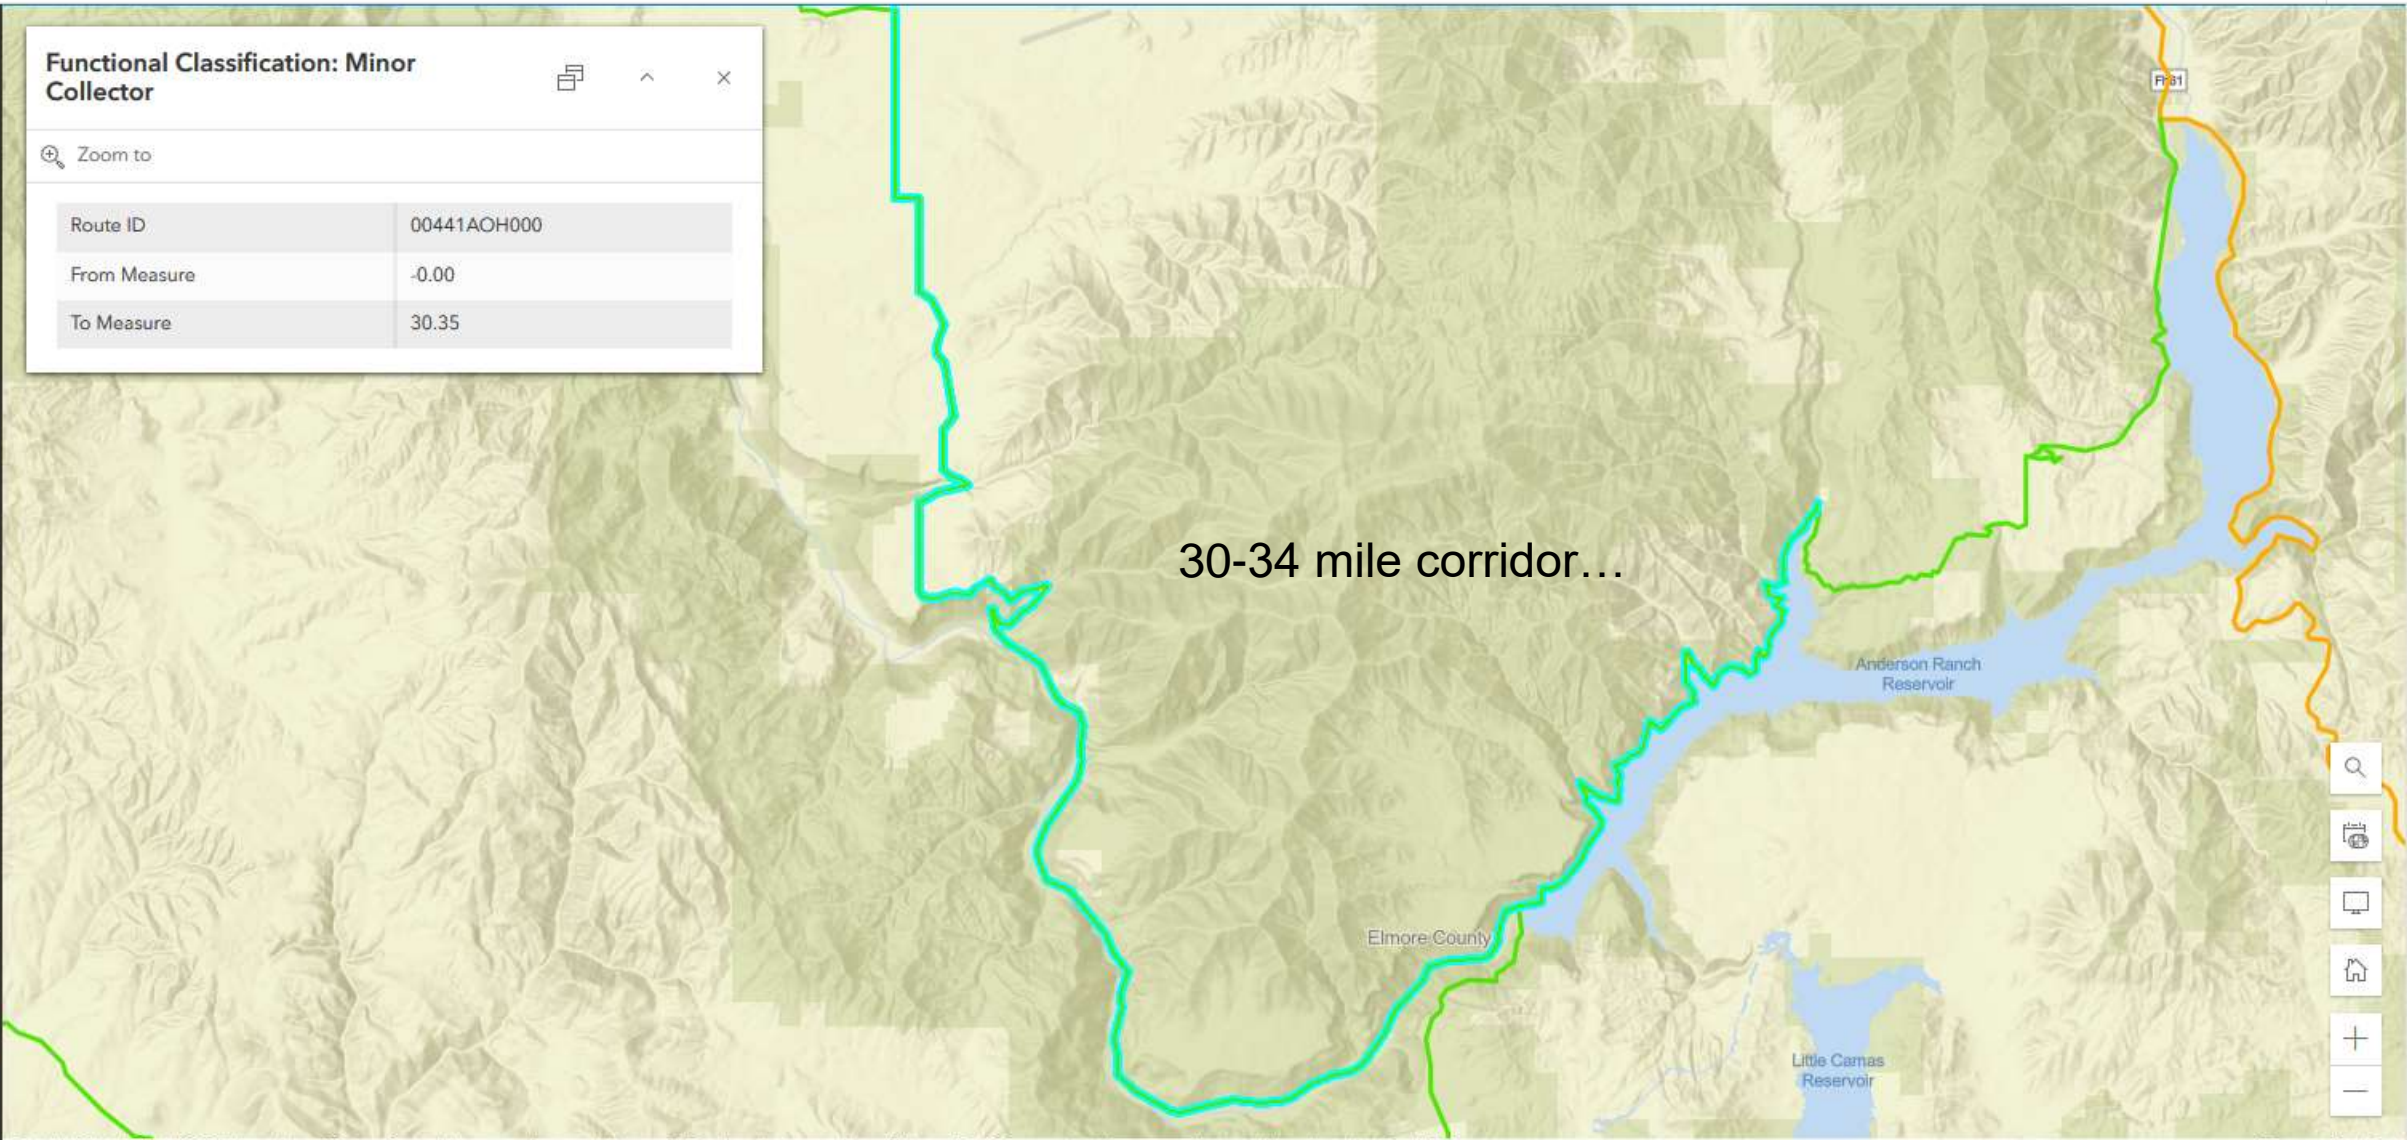 Functional Classification: Minor
Collector
Zoom to
Route ID 00441AOH000
From Measure -0.00
To Measure 30.35
30-34 mile corridor…
Anderson Ranch
Reservoir
Elmore County
Little Camas
Reservoir